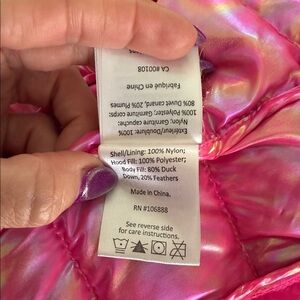 Extérieur/Doublure: 100%
Nylon; Garniture capuche:
100% Polyester; Garniture corps:
80% Duvet canard, 20% Plumes
Fabriqué en Chine
CA #00108
Shell/Lining: 100% Nylon;
Hood Fill: 100% Polyester;
Body Fill: 80% Duck
Down, 20% Feathers
Made in China.
RN #106888
See reverse side
for care instructions.